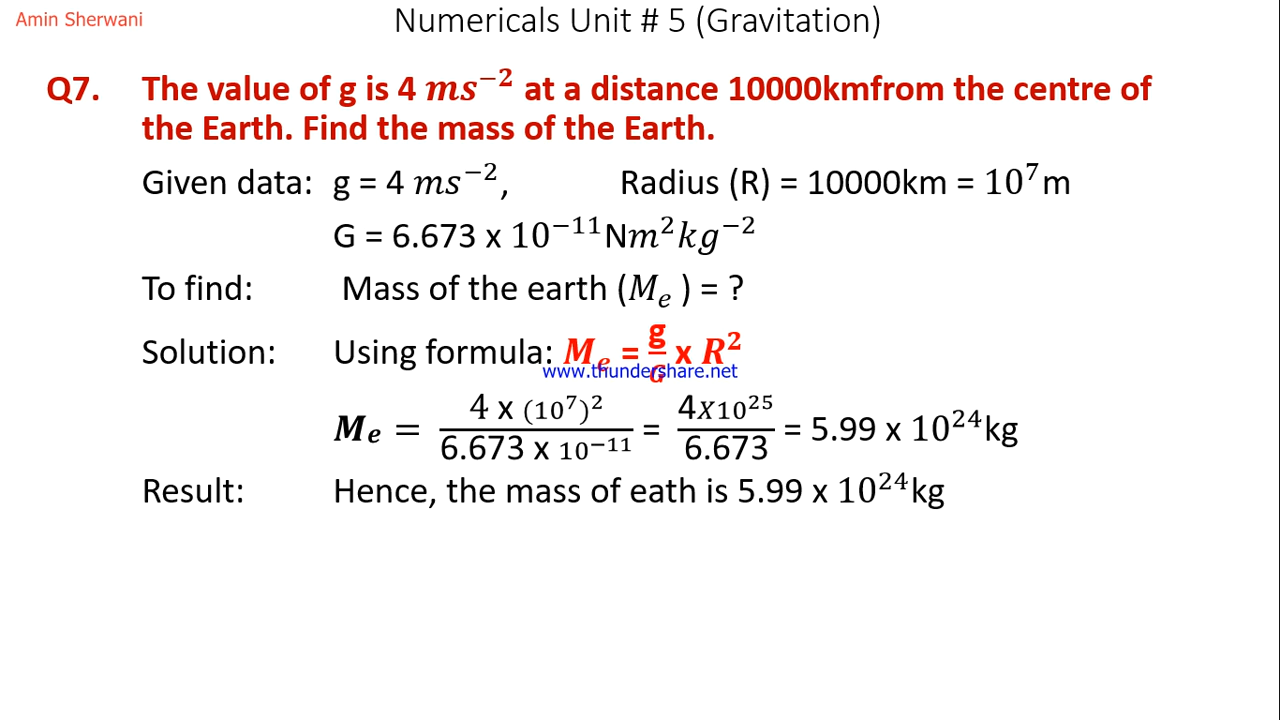 Amin Sherwani
Numericals Unit # 5 (Gravitation)
Q7. The value of g is 4 ms⁻² at a distance 10000kmfrom the centre of
the Earth. Find the mass of the Earth.
Given data: g = 4 ms⁻², Radius (R) = 10000km = 10⁷m
G = 6.673 x 10⁻¹¹Nm²kg⁻²
To find: Mass of the earth (Mₑ ) = ?
Solution: Using formula: Mₑ = g/G x R²
www.thundershare.net
Mₑ = 4 x (10⁷)² / 6.673 x 10⁻¹¹ = 4X10²⁵ / 6.673 = 5.99 x 10²⁴kg
Result: Hence, the mass of eath is 5.99 x 10²⁴kg